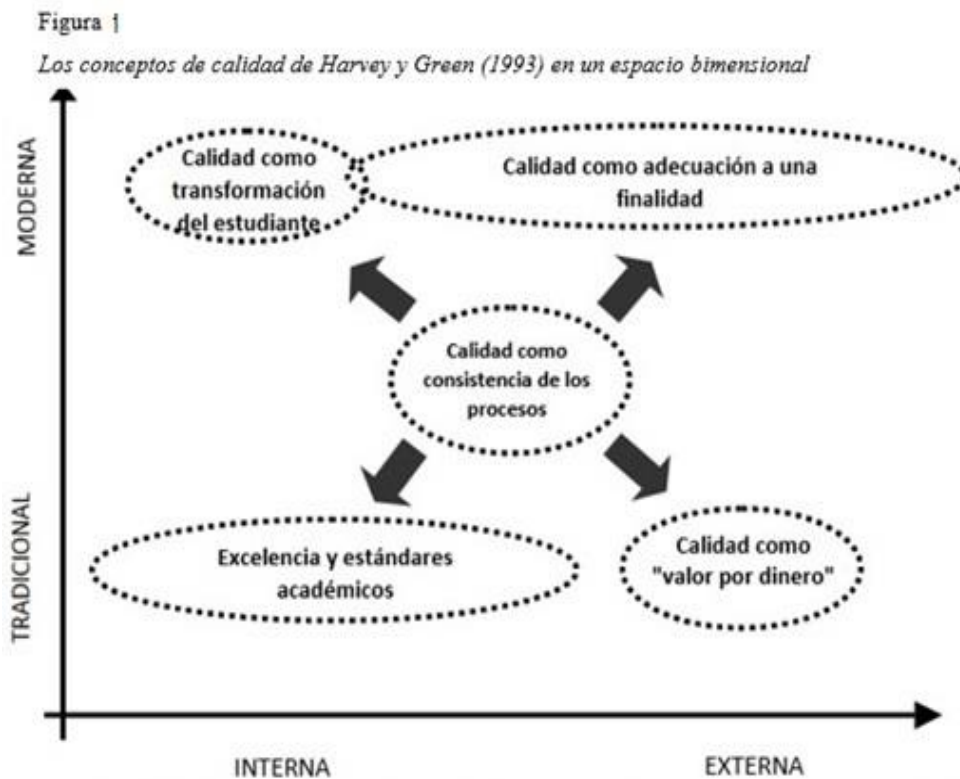 Figura 1
Los conceptos de calidad de Harvey y Green (1993) en un espacio bimensional
MODERNA
Calidad como
transformación
del estudiante
Calidad como adecuación a una
finalidad
Calidad como
consistencia de los
procesos
TRADICIONAL
Excelencia y estándares
académicos
Calidad como
"valor por dinero"
INTERNA
EXTERNA